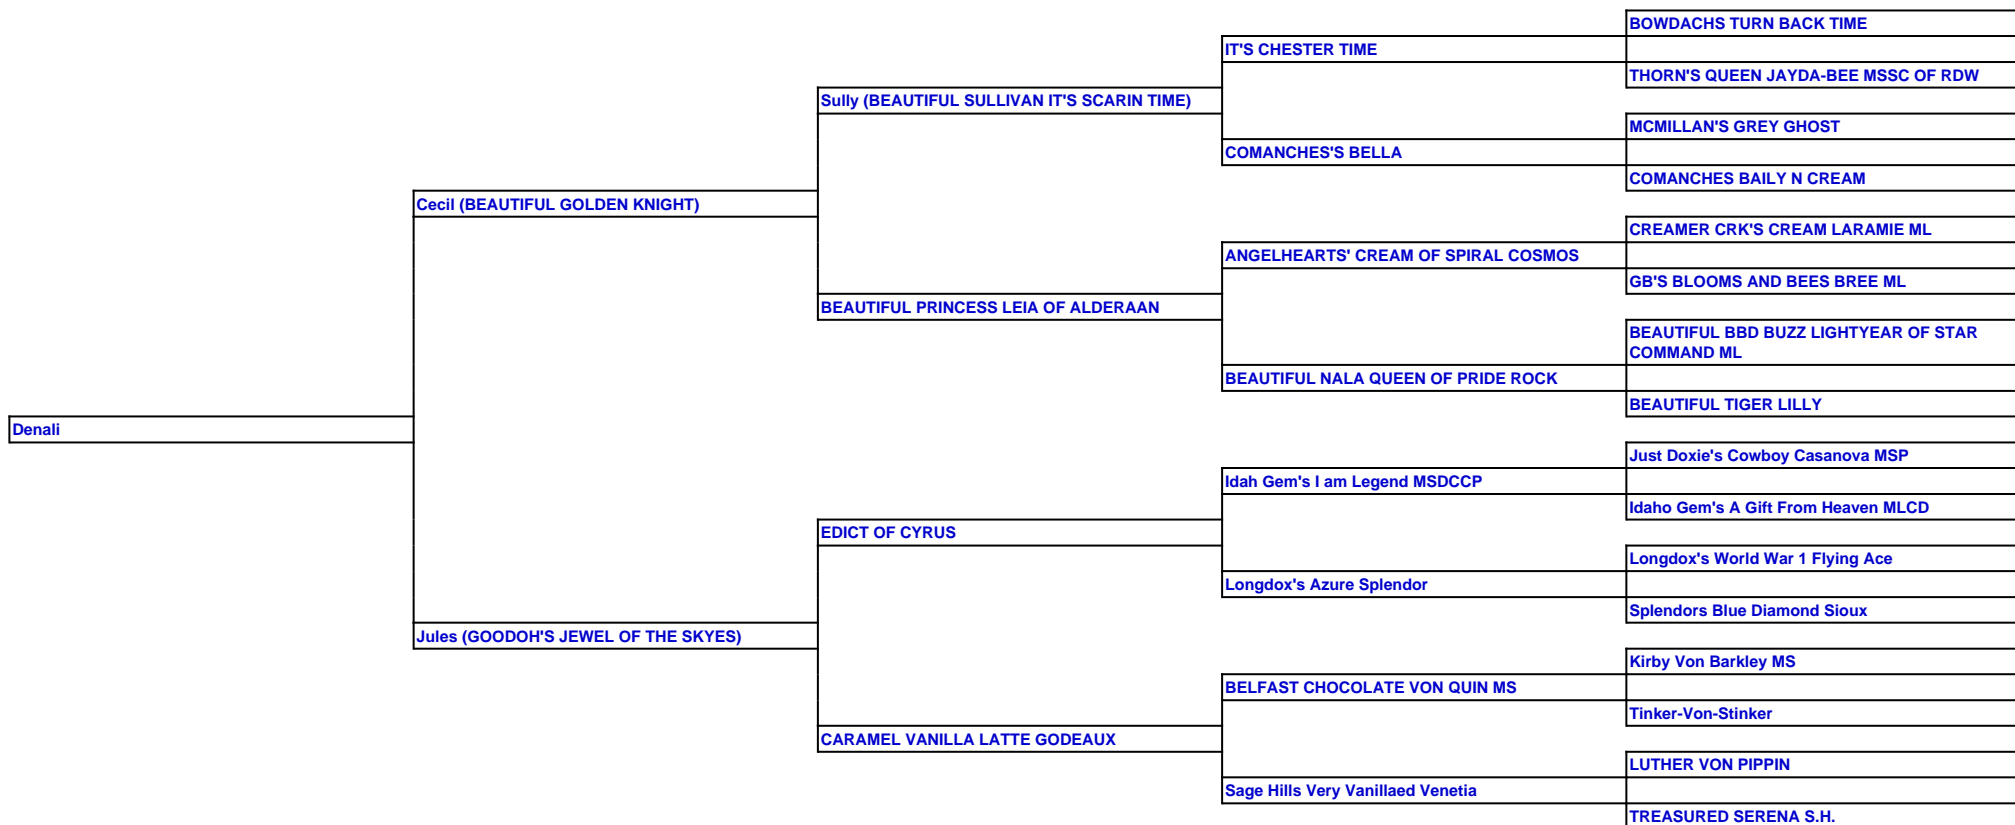 BOWDACHS TURN BACK TIME
IT'S CHESTER TIME
THORN'S QUEEN JAYDA-BEE MSSC OF RDW
Sully (BEAUTIFUL SULLIVAN IT'S SCARIN TIME)
MCMILLAN'S GREY GHOST
COMANCHES'S BELLA
COMANCHES BAILY N CREAM
Cecil (BEAUTIFUL GOLDEN KNIGHT)
CREAMER CRK'S CREAM LARAMIE ML
ANGELHEARTS' CREAM OF SPIRAL COSMOS
GB'S BLOOMS AND BEES BREE ML
BEAUTIFUL PRINCESS LEIA OF ALDERAAN
BEAUTIFUL BBD BUZZ LIGHTYEAR OF STAR
COMMAND ML
BEAUTIFUL NALA QUEEN OF PRIDE ROCK
BEAUTIFUL TIGER LILLY
Denali
Just Doxie's Cowboy Casanova MSP
Idah Gem's I am Legend MSDCCP
Idaho Gem's A Gift From Heaven MLCD
EDICT OF CYRUS
Longdox's World War 1 Flying Ace
Longdox's Azure Splendor
Splendors Blue Diamond Sioux
Jules (GOODOH'S JEWEL OF THE SKYES)
Kirby Von Barkley MS
BELFAST CHOCOLATE VON QUIN MS
Tinker-Von-Stinker
CARAMEL VANILLA LATTE GODEAUX
LUTHER VON PIPPIN
Sage Hills Very Vanillaed Venetia
TREASURED SERENA S.H.